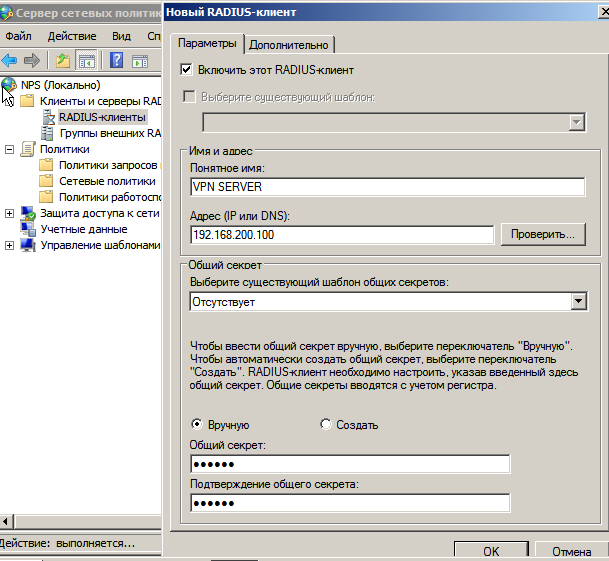 Сервер сетевых политик
Файл Действие Вид
NPS (Локально)
Клиенты и серверы RAD
RADIUS-клиенты
Группы внешних RA
Политики
Политики запросов
Сетевые политики
Политики работосп
Защита доступа к сети
Учетные данные
Управление шаблонами
Действие: выполняется...
Новый RADIUS-клиент
Параметры Дополнительно
Включить этот RADIUS-клиент
Выберите существующий шаблон:
Имя и адрес
Понятное имя:
VPN SERVER
Адрес (IP или DNS):
192.168.200.100 Проверить...
Общий секрет
Выберите существующий шаблон общих секретов:
Отсутствует
Чтобы ввести общий секрет вручную, выберите переключатель "Вручную".
Чтобы автоматически создать общий секрет, выберите переключатель
"Создать". RADIUS-клиент необходимо настроить, указав введенный здесь
общий секрет. Общие секреты вводятся с учетом регистра.
Вручную Создать
Общий секрет:
••••••
Подтверждение общего секрета:
••••••
OK Отмена